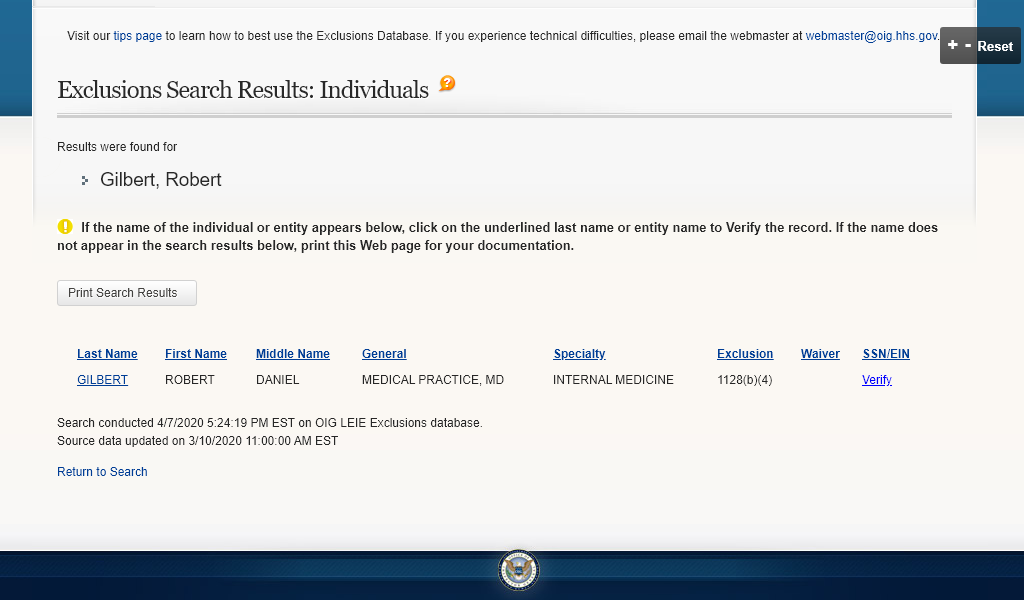 Visit our tips page to learn how to best use the Exclusions Database. If you experience technical difficulties, please email the webmaster at webmaster@oig.hhs.gov.
+ - Reset
Exclusions Search Results: Individuals
Results were found for
Gilbert, Robert
If the name of the individual or entity appears below, click on the underlined last name or entity name to Verify the record. If the name does
not appear in the search results below, print this Web page for your documentation.
Print Search Results
Last Name First Name Middle Name General Specialty Exclusion Waiver SSN/EIN
GILBERT ROBERT DANIEL MEDICAL PRACTICE, MD INTERNAL MEDICINE 1128(b)(4) Verify
Search conducted 4/7/2020 5:24:19 PM EST on OIG LEIE Exclusions database.
Source data updated on 3/10/2020 11:00:00 AM EST
Return to Search